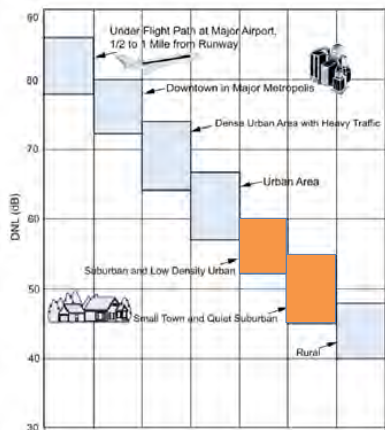 90
Under Flight Path at Major Airport,
1/2 to 1 Mile from Runway
80
Downtown in Major Metropolis
Dense Urban Area with Heavy Traffic
70
Urban Area
60
DNL (dB)
Suburban and Low Density Urban
50
Small Town and Quiet Suburban
Rural
40
30